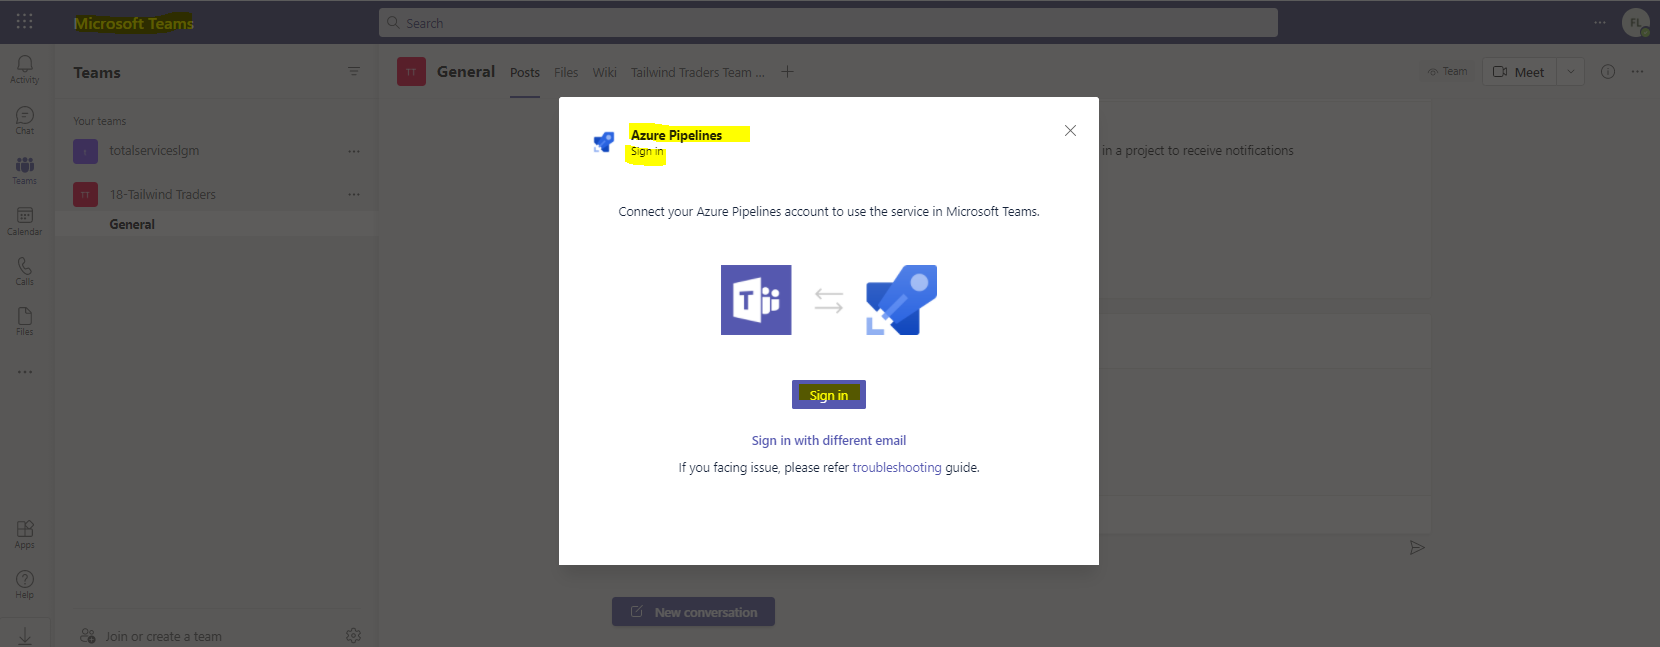 Microsoft Teams
Search
FL
Activity
Chat
Teams
Calendar
Calls
Files
Apps
Help
Teams
Your teams
t
totalserviceslgm
TT
18-Tailwind Traders
General
Join or create a team
TT
General
Posts
Files
Wiki
Tailwind Traders Team ...
Team
Meet
in a project to receive notifications
Azure Pipelines
Sign in
Connect your Azure Pipelines account to use the service in Microsoft Teams.
T
Sign in
Sign in with different email
If you facing issue, please refer troubleshooting guide.
New conversation